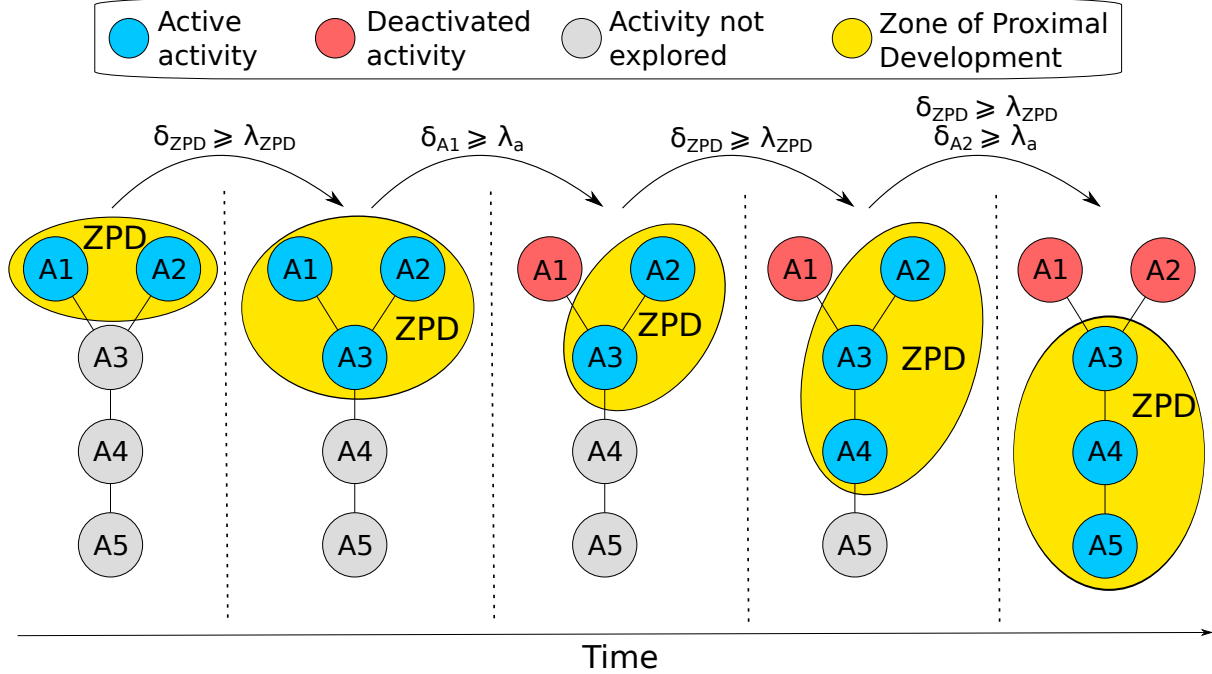 Active
activity
Deactivated
activity
Activity not
explored
Zone of Proximal
Development
δZPD ⩾ λZPD
δA1 ⩾ λa
δZPD ⩾ λZPD
δZPD ⩾ λZPD
δA2 ⩾ λa
ZPD
A1
A2
A3
A4
A5
A1
A2
ZPD
A3
A4
A5
A1
A2
ZPD
A3
A4
A5
A1
A2
A3
ZPD
A4
A5
A1
A2
A3
ZPD
A4
A5
Time